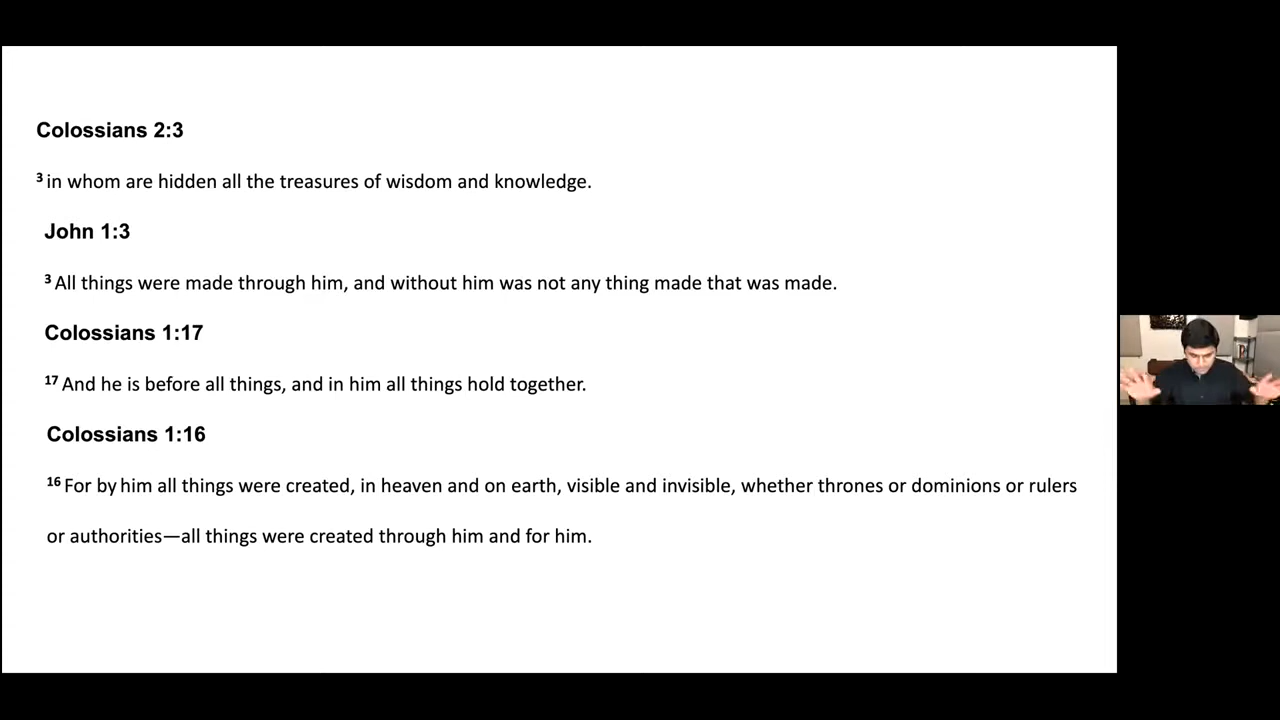 Colossians 2:3
3 in whom are hidden all the treasures of wisdom and knowledge.
John 1:3
3 All things were made through him, and without him was not any thing made that was made.
Colossians 1:17
17 And he is before all things, and in him all things hold together.
Colossians 1:16
16 For by him all things were created, in heaven and on earth, visible and invisible, whether thrones or dominions or rulers
or authorities—all things were created through him and for him.